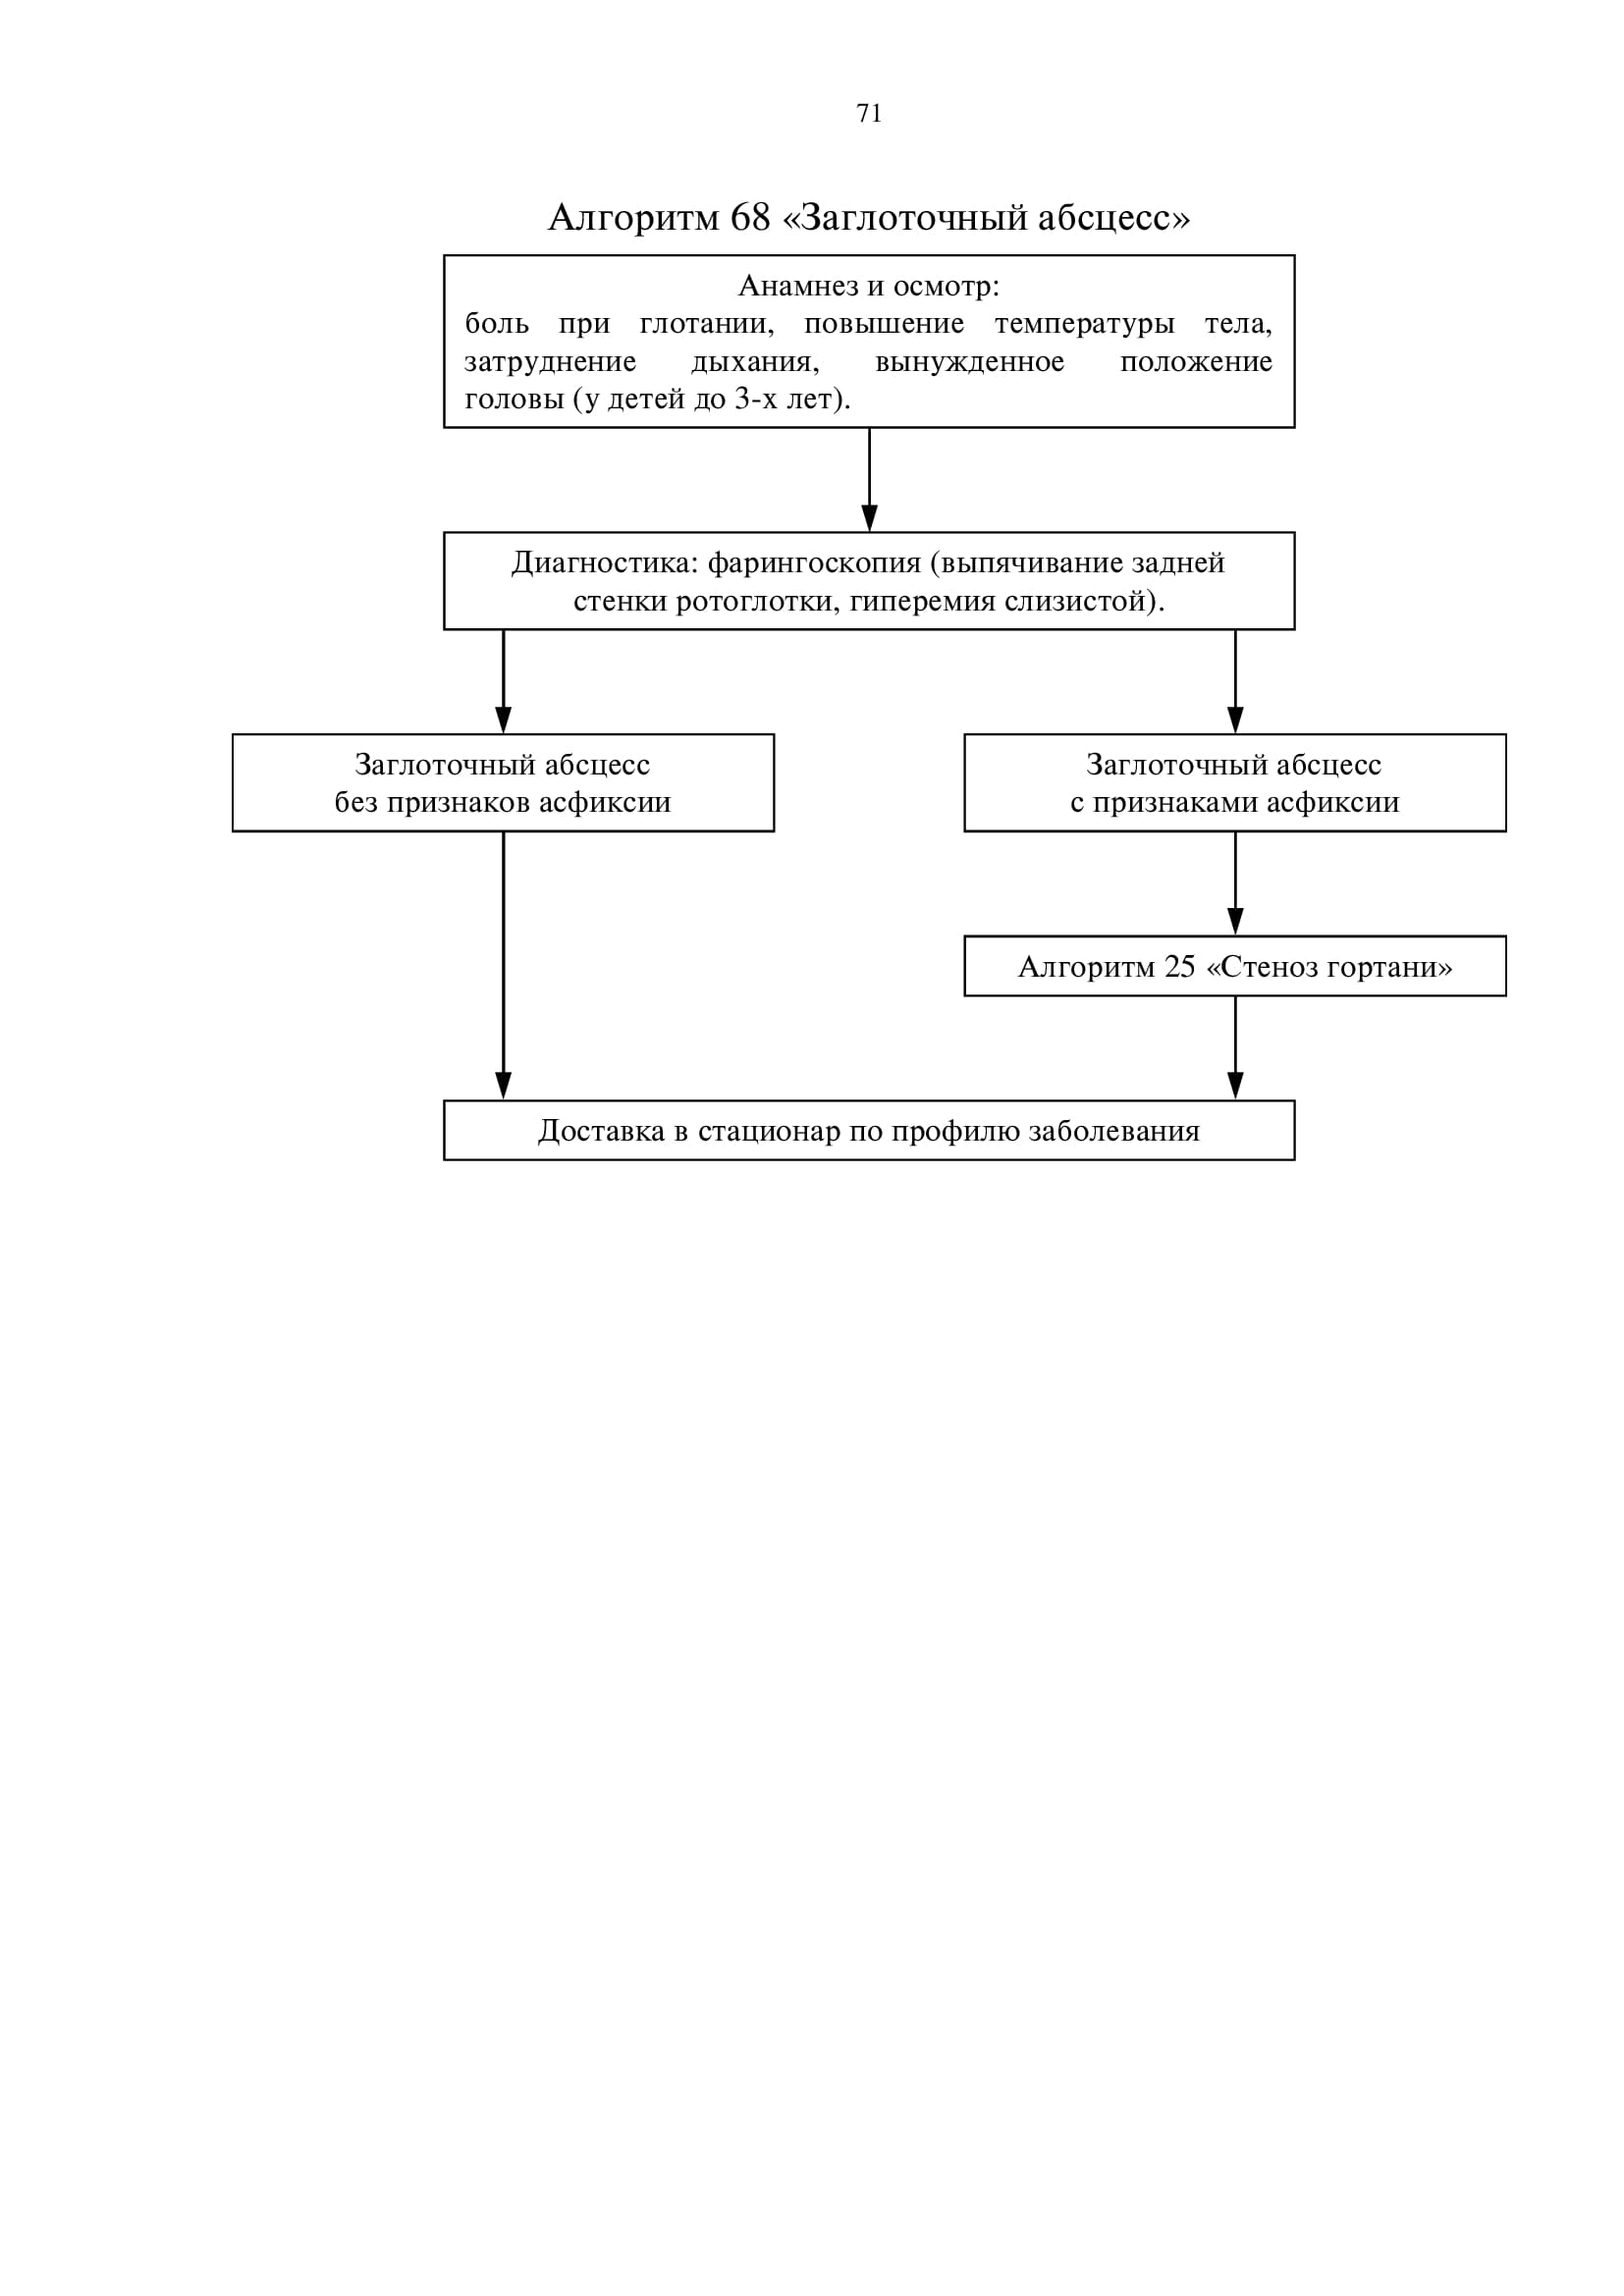 71
Алгоритм 68 «Заглоточный абсцесс»
Анамнез и осмотр:
боль при глотании, повышение температуры тела,
затруднение дыхания, вынужденное положение
головы (у детей до 3-х лет).
Диагностика: фарингоскопия (выпячивание задней
стенки ротоглотки, гиперемия слизистой).
Заглоточный абсцесс
без признаков асфиксии
Заглоточный абсцесс
с признаками асфиксии
Алгоритм 25 «Стеноз гортани»
Доставка в стационар по профилю заболевания